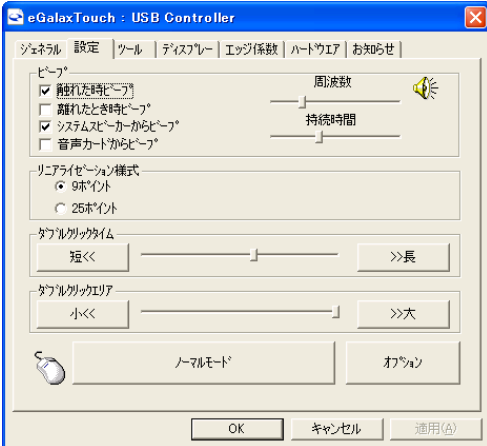 eGalaxTouch : USB Controller
ｼﾞｪﾈﾗﾙ 設定 ﾂｰﾙ ﾃﾞｨｽﾌﾟﾚｰ ｴｯｼﾞ係数 ﾊｰﾄﾞｳｴｱ お知らせ
ﾋﾞｰﾌﾟ
触れた時ﾋﾞｰﾌﾟ
離れたとき時ﾋﾞｰﾌﾟ
ｼｽﾃﾑｽﾋﾟｰｶｰからﾋﾞｰﾌﾟ
音声ｶｰﾄﾞからﾋﾞｰﾌﾟ
周波数
持続時間
ﾘﾆｱﾗｲｾﾞｰｼｮﾝ様式
9ﾎﾟｲﾝﾄ
25ﾎﾟｲﾝﾄ
ﾀﾞﾌﾞﾙｸﾘｯｸﾀｲﾑ
短<< >>長
ﾀﾞﾌﾞﾙｸﾘｯｸｴﾘｱ
小<< >>大
ﾉｰﾏﾙﾓｰﾄﾞ ｵﾌﾟｼｮﾝ
OK キャンセル 適用(A)